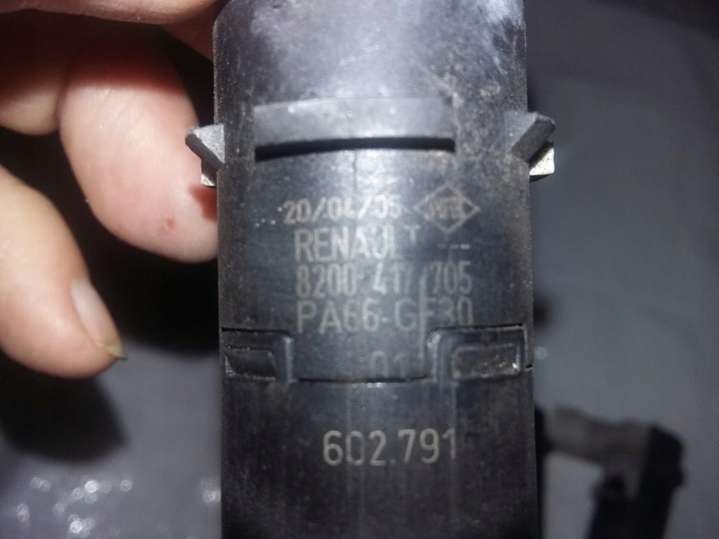 20/04/05
RENAULT ---
8200 417 705
PA66-GF30
602.791